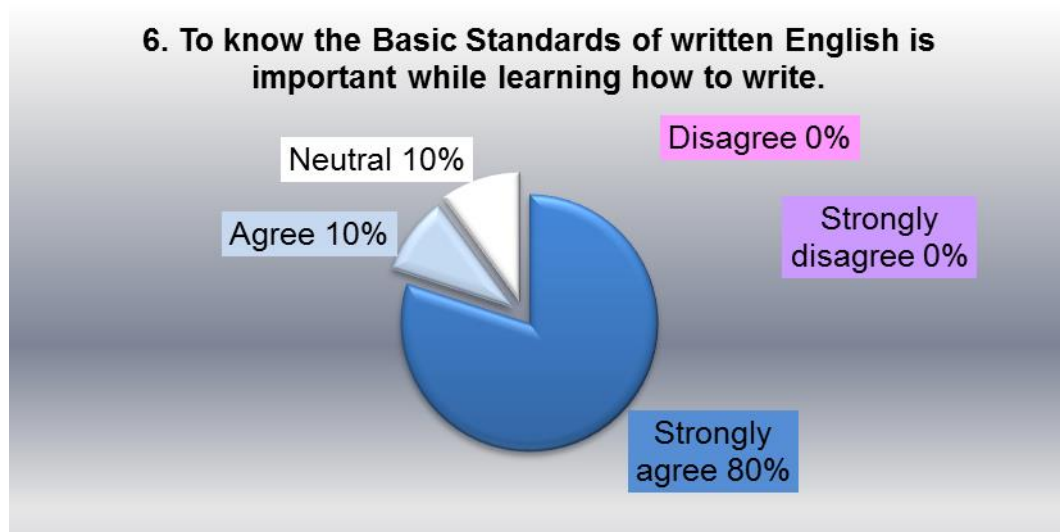 6. To know the Basic Standards of written English is
important while learning how to write.
Disagree 0%
Neutral 10%
Strongly
disagree 0%
Agree 10%
Strongly
agree 80%